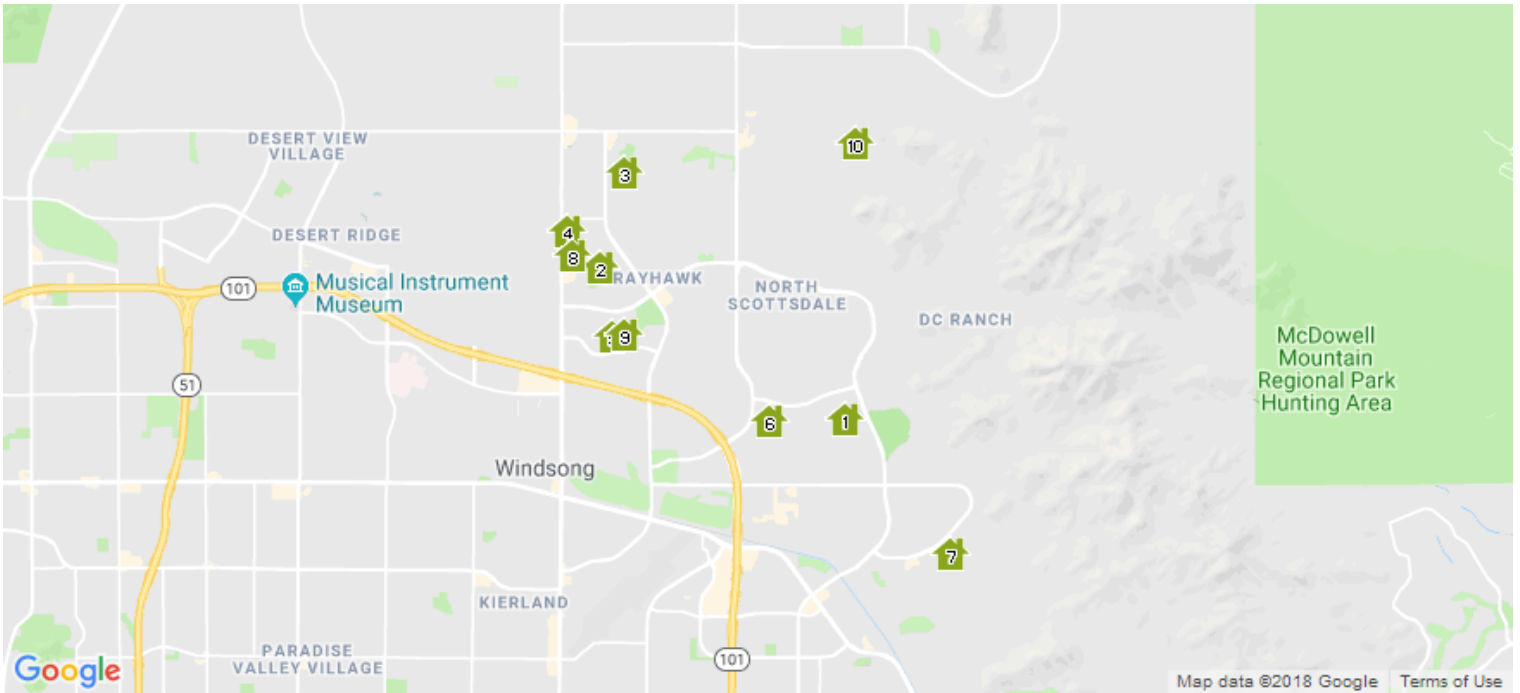 10
DESERT VIEW
VILLAGE
3
4
DESERT RIDGE
8
2
RAYHAWK
101
Musical Instrument
Museum
NORTH
SCOTTSDALE
DC RANCH
9
McDowell
Mountain
Regional Park
Hunting Area
51
6
1
Windsong
7
KIERLAND
PARADISE
VALLEY VILLAGE
101
Google
Map data ©2018 Google
Terms of Use